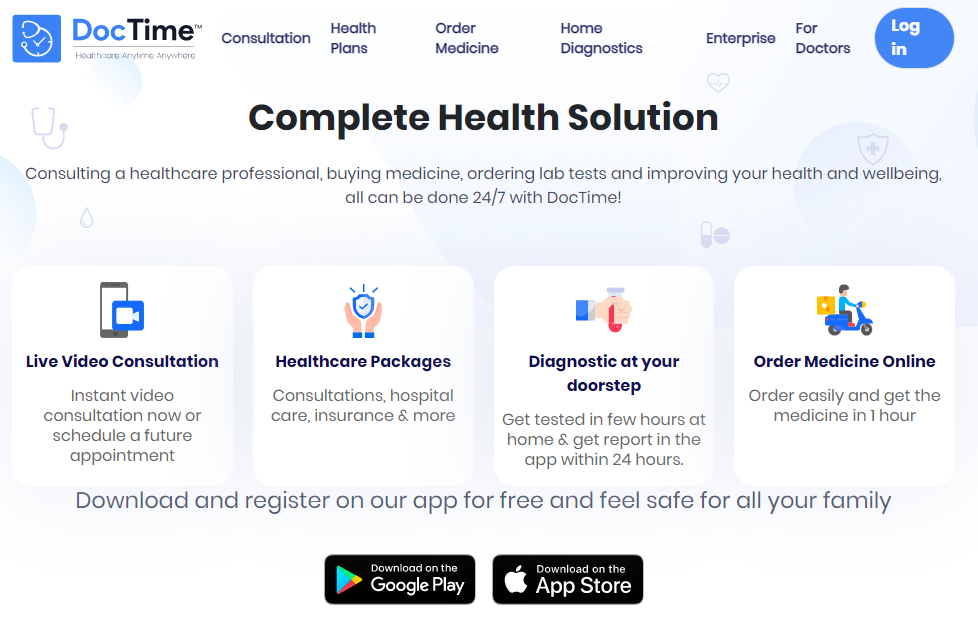 DocTime™
Healthcare Anytime Anywhere
Consultation
Health
Plans
Order
Medicine
Home
Diagnostics
Enterprise
For
Doctors
Log
in
Complete Health Solution
Consulting a healthcare professional, buying medicine, ordering lab tests and improving your health and wellbeing,
all can be done 24/7 with DocTime!
Live Video Consultation
Instant video
consultation now or
schedule a future
appointment
Healthcare Packages
Consultations, hospital
care, insurance & more
Diagnostic at your
doorstep
Get tested in few hours at
home & get report in the
app within 24 hours.
Order Medicine Online
Order easily and get the
medicine in 1 hour
Download and register on our app for free and feel safe for all your family
Download on the
Google Play
Download on the
App Store